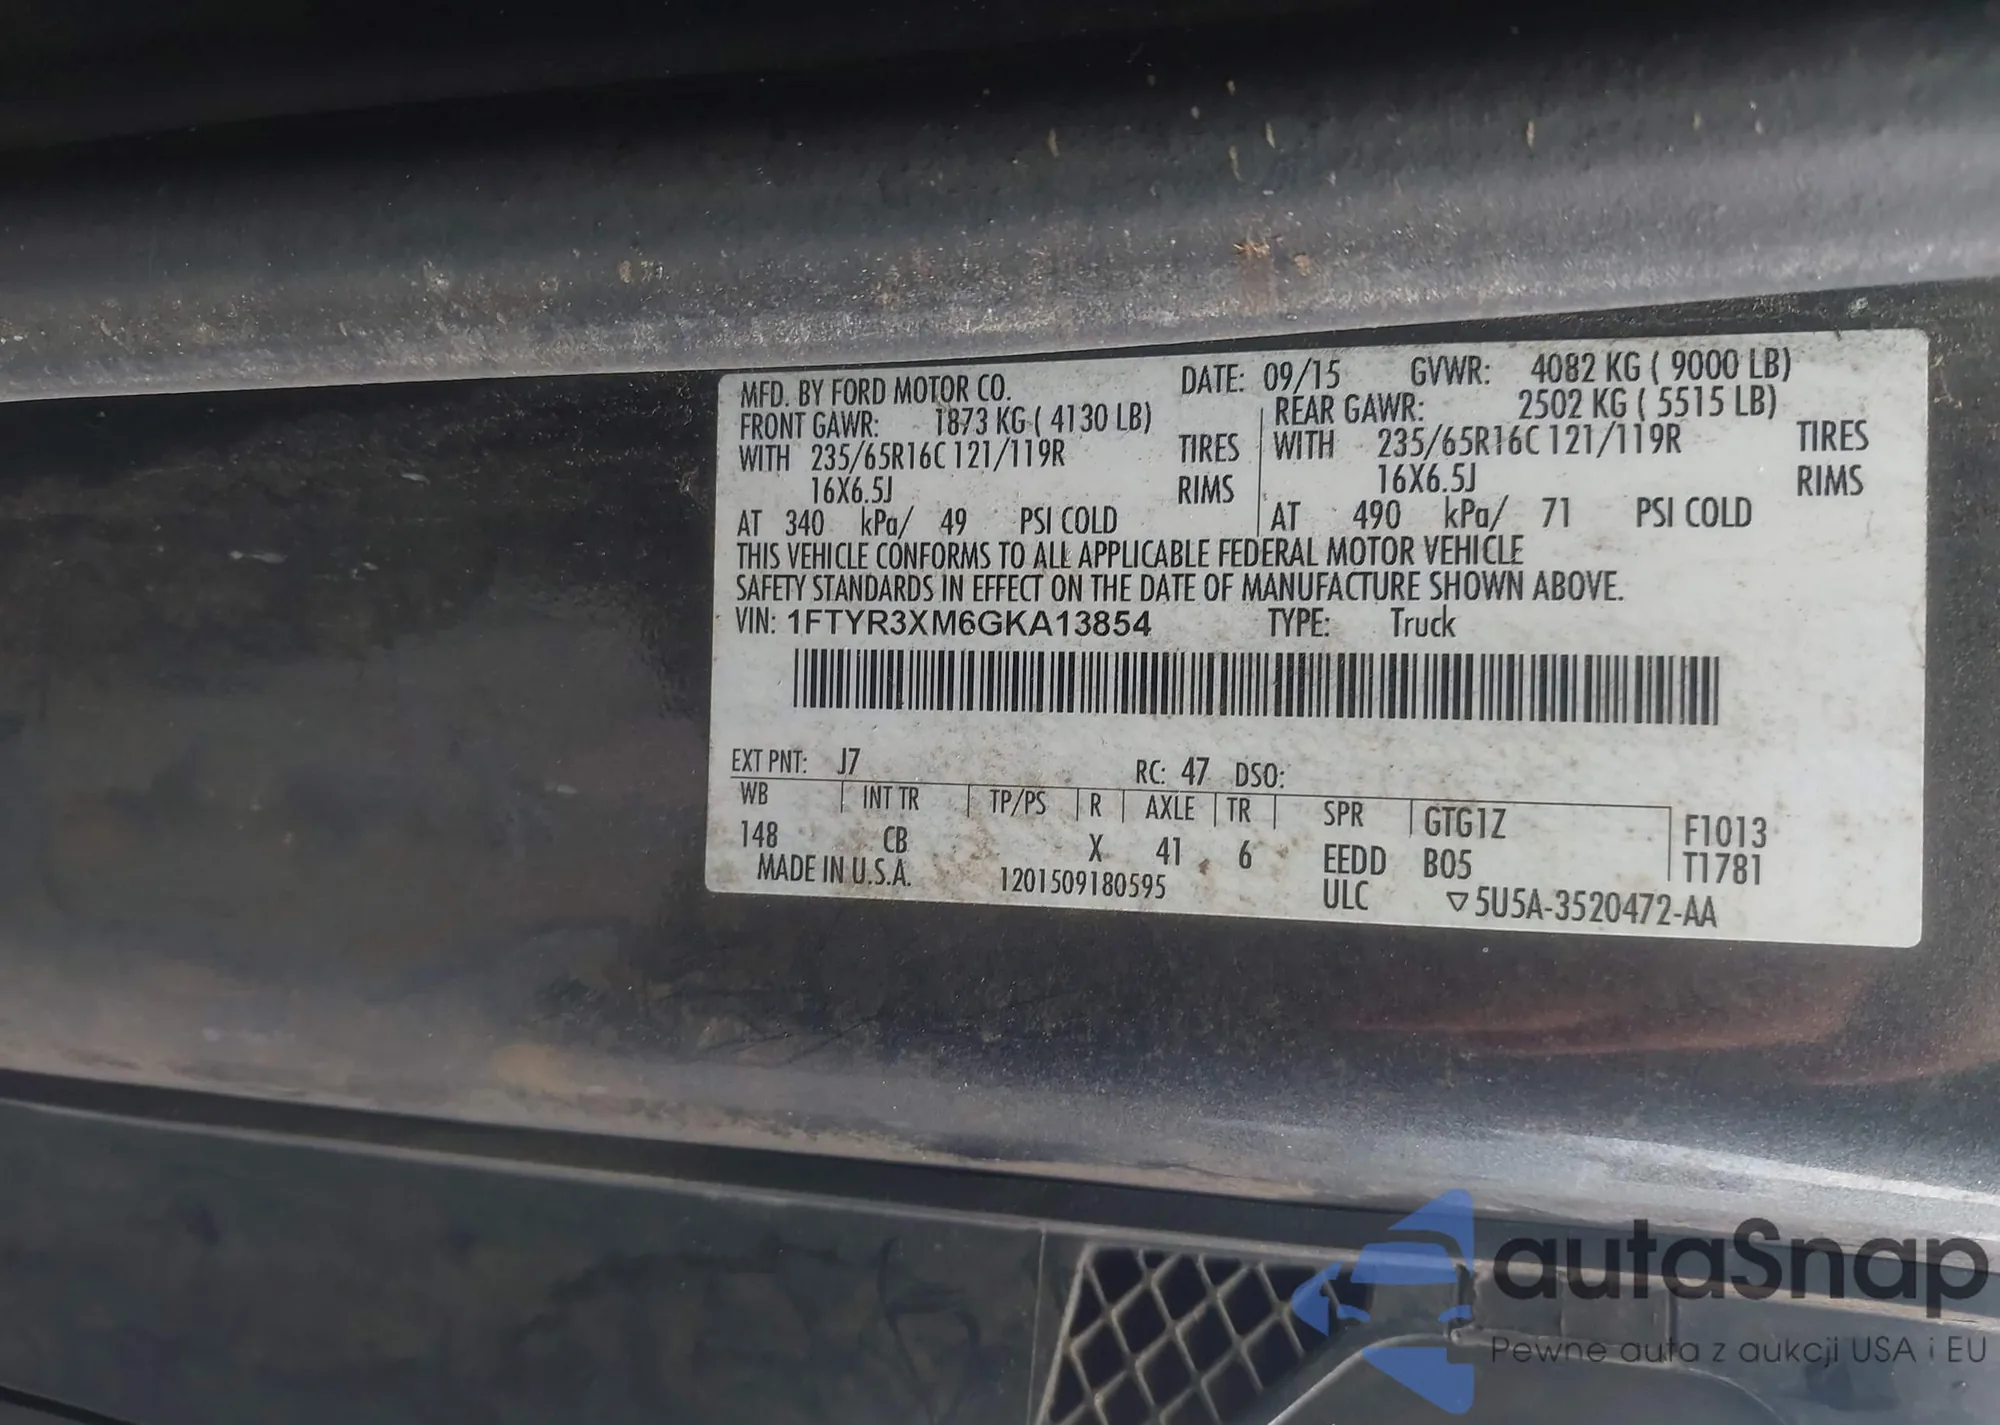 MFD. BY FORD MOTOR CO. DATE: 09/15 GVWR: 4082 KG ( 9000 LB)
FRONT GAWR: 1873 KG ( 4130 LB) REAR GAWR: 2502 KG ( 5515 LB)
WITH 235/65R16C 121/119R TIRES WITH 235/65R16C 121/119R TIRES
16X6.5J RIMS 16X6.5J RIMS
AT 340 kPa/ 49 PSI COLD AT 490 kPa/ 71 PSI COLD
THIS VEHICLE CONFORMS TO ALL APPLICABLE FEDERAL MOTOR VEHICLE
SAFETY STANDARDS IN EFFECT ON THE DATE OF MANUFACTURE SHOWN ABOVE.
VIN: 1FTYR3XM6GKA13854 TYPE: Truck
EXT PNT: J7 RC: 47 DSO:
WB INT TR TP/PS R AXLE TR SPR GTG1Z F1013
148 CB X 41 6 EEDD B05 T1781
MADE IN U.S.A. 1201509180595 ULC ▽5U5A-3520472-AA
autaSnap
Pewne auta z aukcji USA i EU